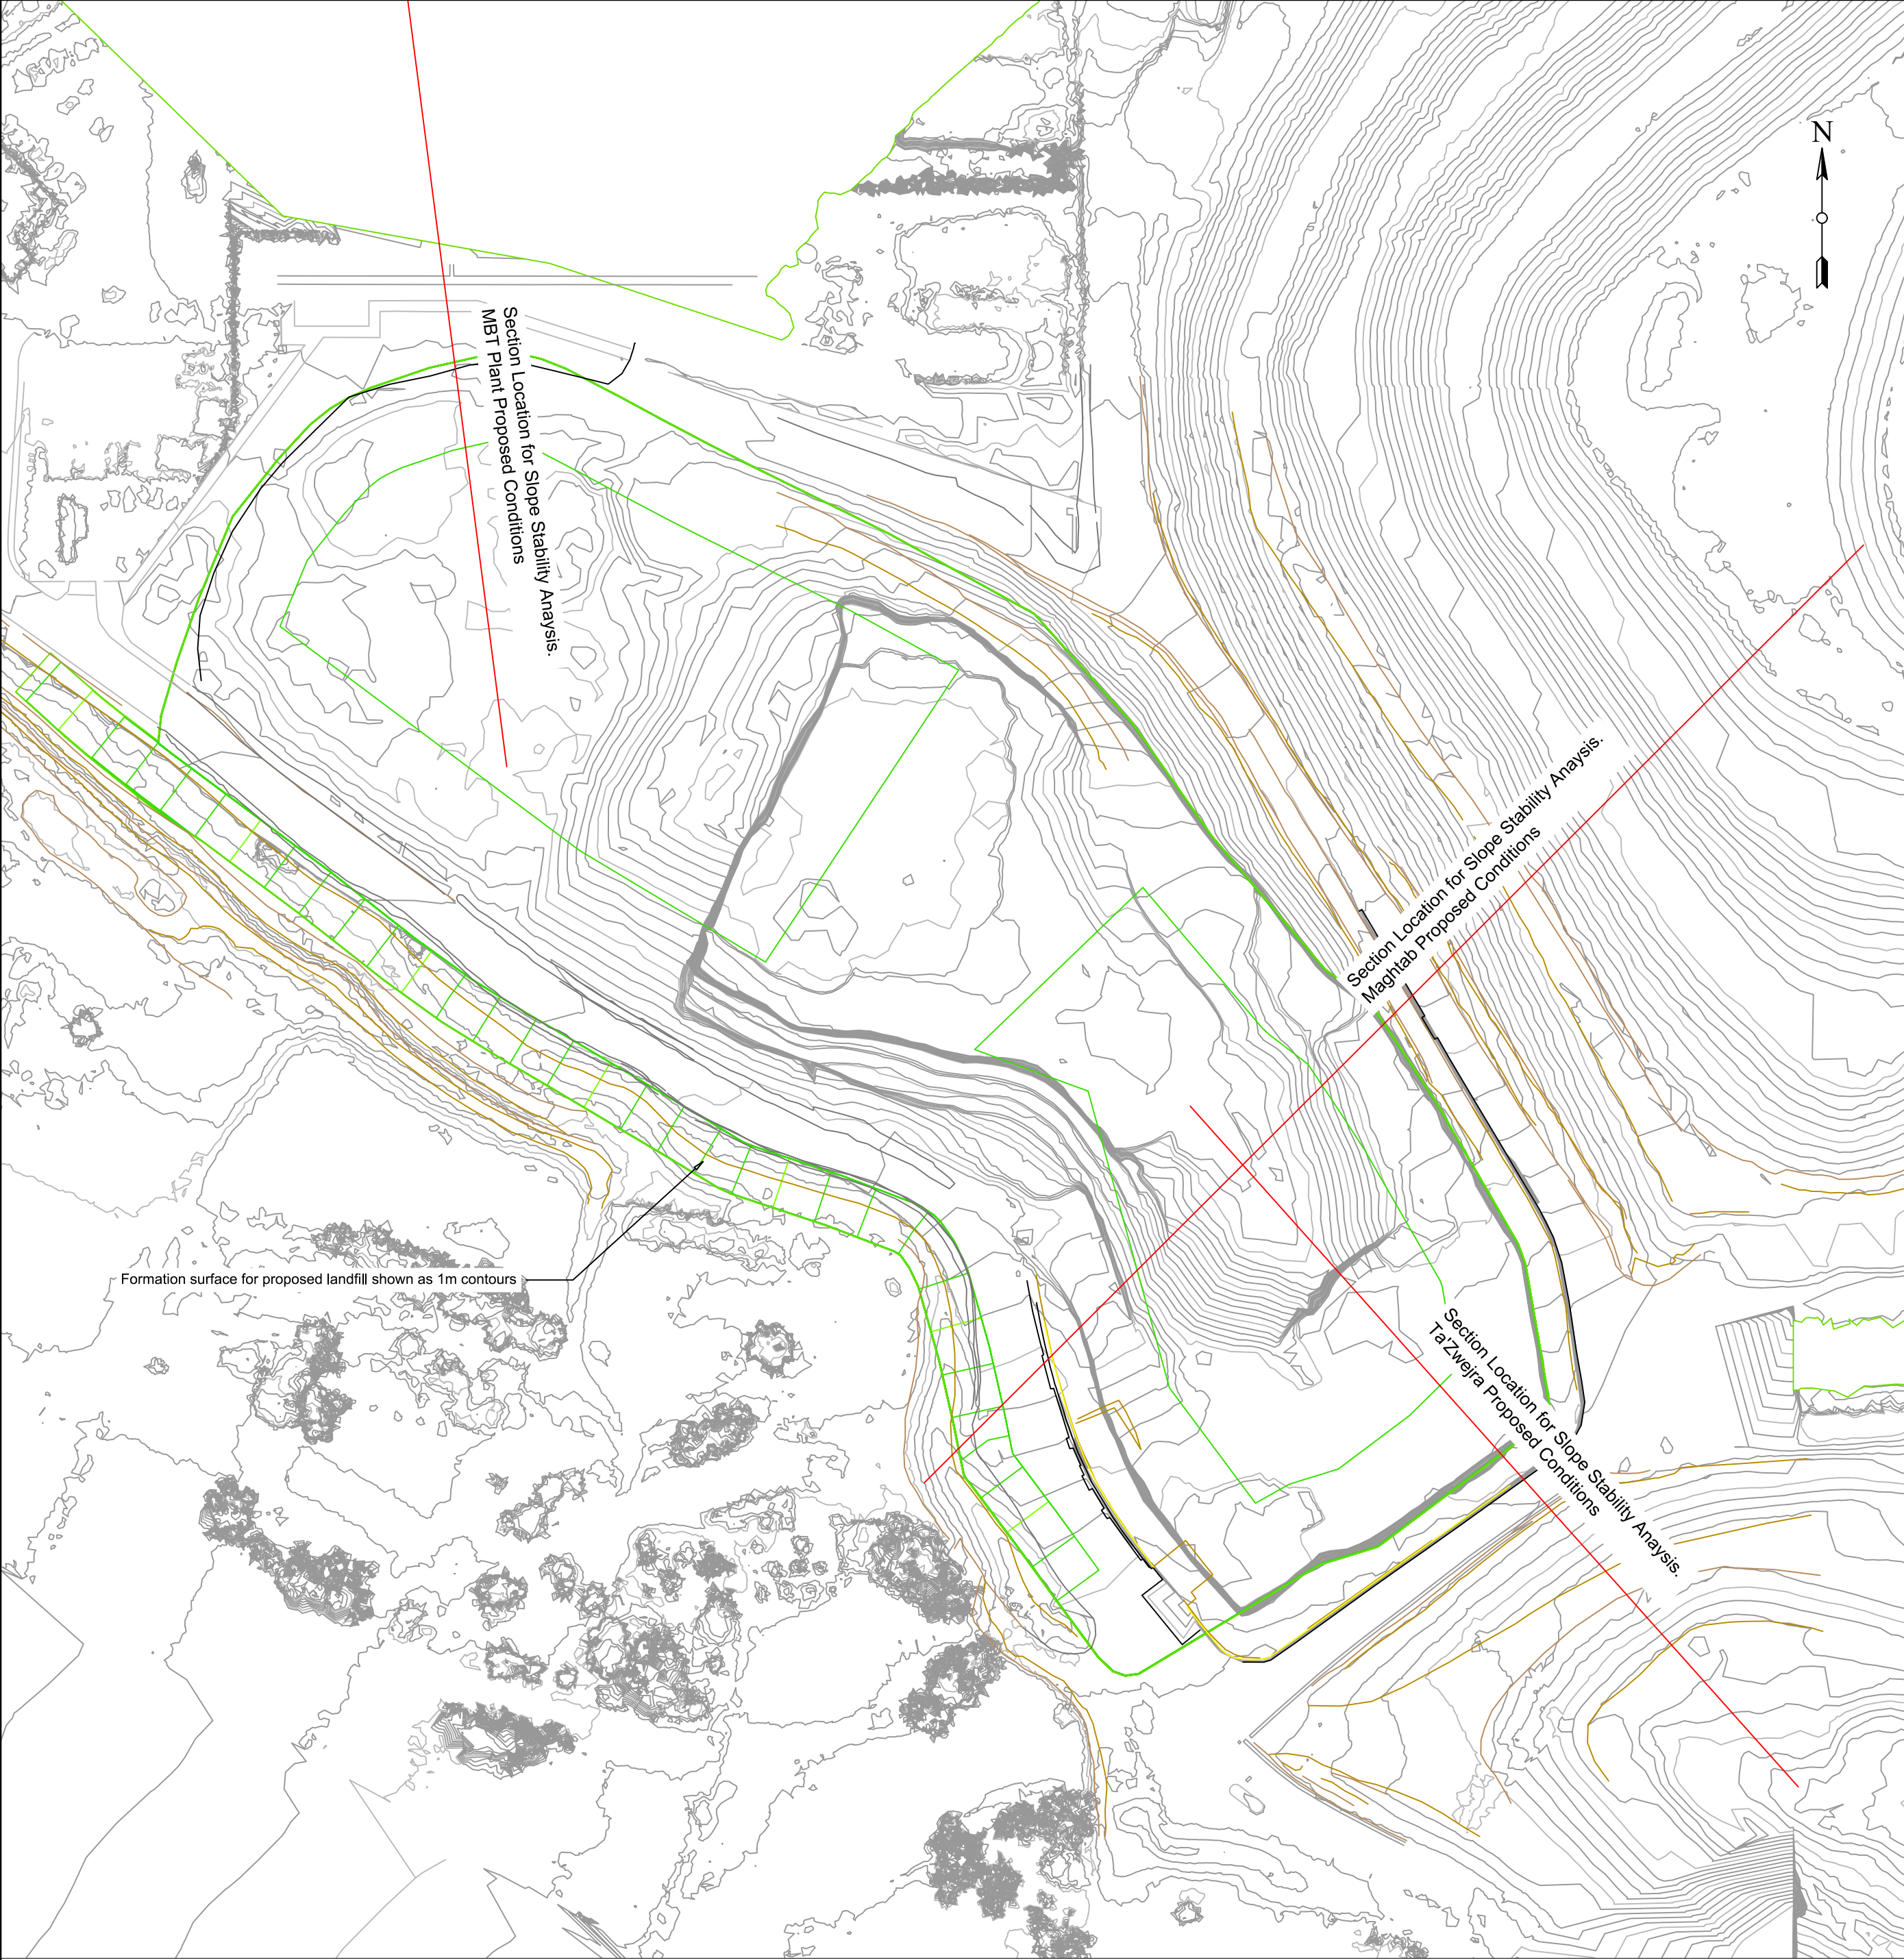 N
Section Location for Slope Stability Anaysis.
MBT Plant Proposed Conditions
Section Location for Slope Stability Anaysis.
Maghtab Proposed Conditions
Formation surface for proposed landfill shown as 1m contours
Section Location for Slope Stability Anaysis.
Ta'Zwejra Proposed Conditions